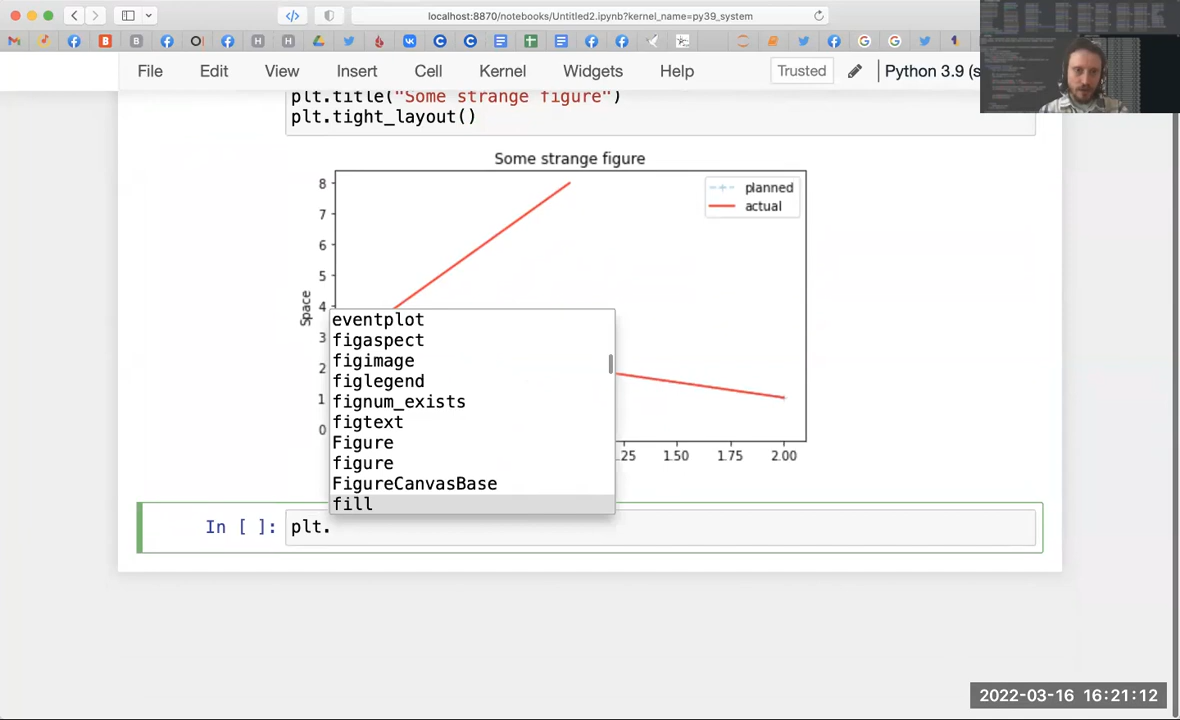 localhost:8870/notebooks/Untitled2.ipynb?kernel_name=py39_system
File Edit View Insert Cell Kernel Widgets Help Trusted Python 3.9 (s
plt.title("Some strange figure")
plt.tight_layout()
Some strange figure
planned
actual
Space
8
7
6
5
4
3
2
1
0
.25 1.50 1.75 2.00
eventplot
figaspect
figimage
figlegend
fignum_exists
figtext
Figure
figure
FigureCanvasBase
fill
In [ ]: plt.
2022-03-16 16:21:12